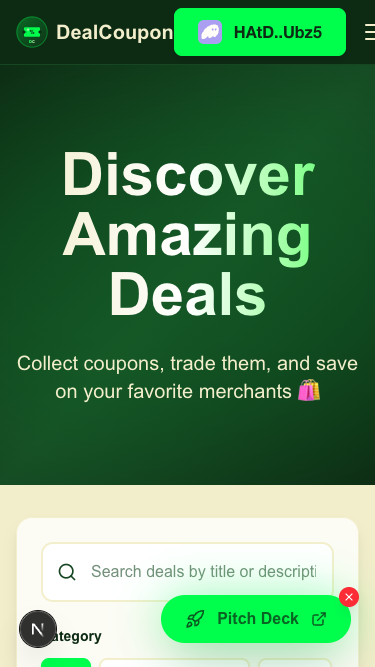 DealCoupon
HAtD..Ubz5
Discover
Amazing
Deals
Collect coupons, trade them, and save
on your favorite merchants 🛍️
Search deals by title or descripti
Pitch Deck
ategory
N